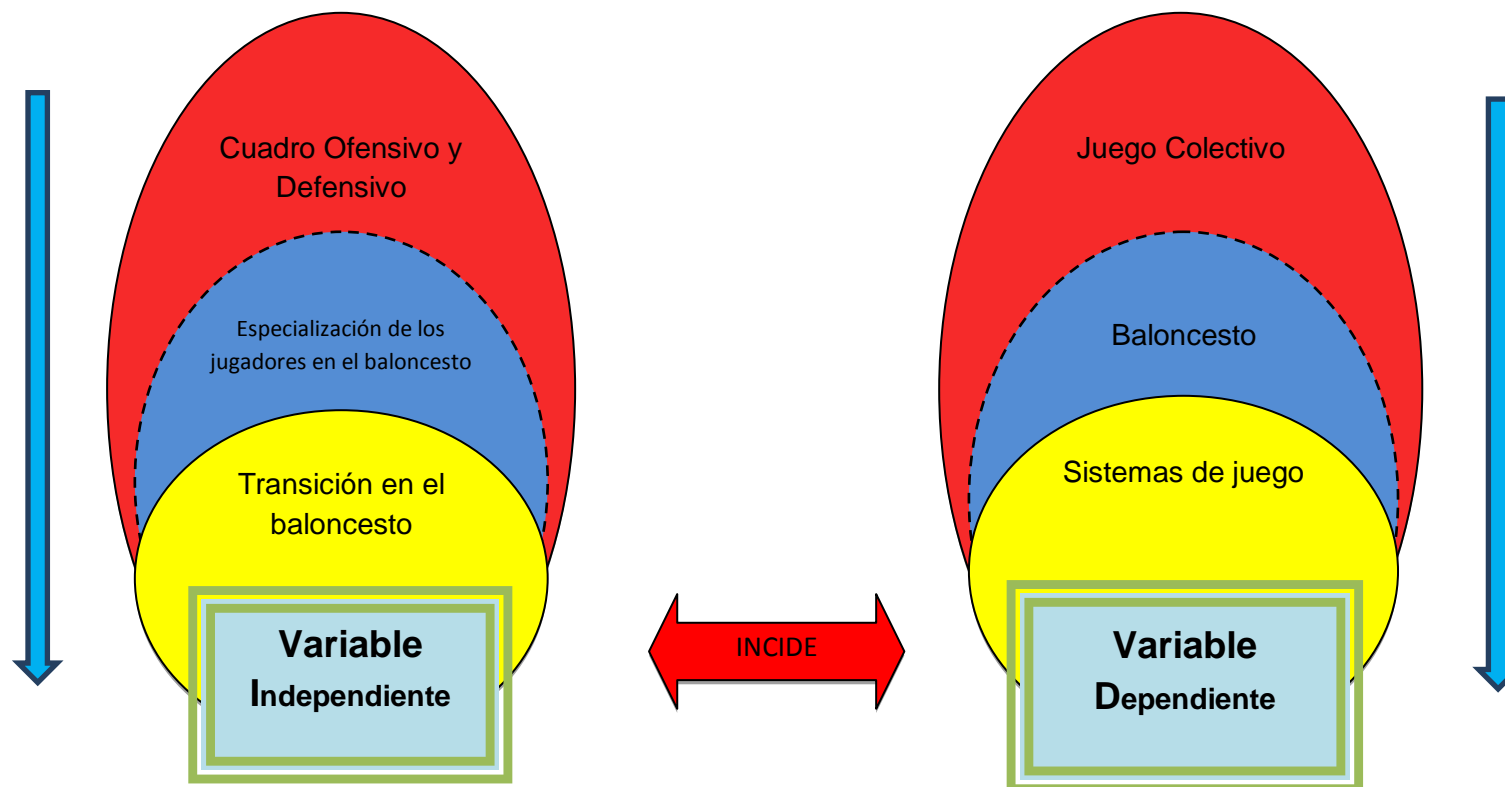 Cuadro Ofensivo y
Defensivo
Especialización de los
jugadores en el baloncesto
Transición en el
baloncesto
Variable
Independiente
INCIDE
Juego Colectivo
Baloncesto
Sistemas de juego
Variable
Dependiente